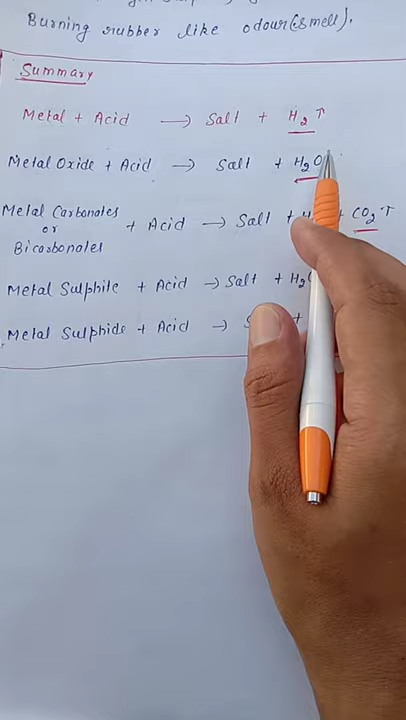 Burning rubber like odour(smell).
Summary
Metal + Acid → Salt + H2 ↑
Metal Oxide + Acid → Salt + H2O
Metal Carbonates or Bicarbonates + Acid → Salt + + CO2 ↑
Metal Sulphite + Acid → Salt + H2
Metal Sulphide + Acid → +